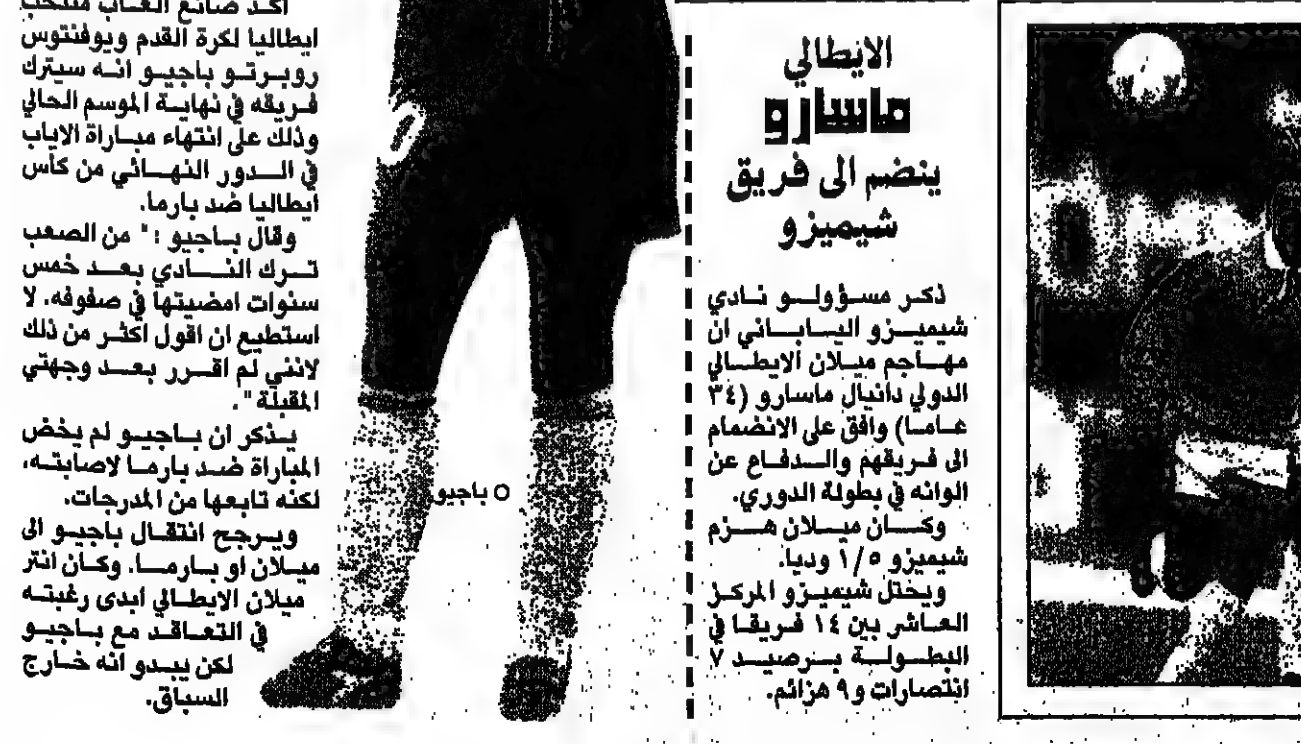 الايطالي
ماسارو
ينضم الى فريق
شيميزو
ذكر مسؤولو نادي
شيميزو الياباني ان
مهاجم ميلان الايطالي
الدولي دانيال ماسارو (٣٤
عاما) وافق على الانضمام
الى فريقهم والدفاع عن
الوانه في بطولة الدوري.
وكان ميلان هزم
شيميزو ٥/١ وديا.
ويحتل شيميزو المركز
العاشر بين ١٤ فريقا في
البطولة برصيد ٧
انتصارات و٩ هزائم.
اكد صانع العاب منتخب
ايطاليا لكرة القدم ويوفنتوس
روبرتو باجيو انه سيترك
فريقه في نهاية الموسم الحالي
وذلك على انتهاء مباراة الاياب
في الدور النهائي من كأس
ايطاليا ضد بارما.
وقال باجيو : " من الصعب
ترك النادي بعد خمس
سنوات امضيتها في صفوفه، لا
استطيع ان اقول اكثر من ذلك
لانني لم اقرر بعد وجهتي
المقبلة ".
يذكر ان باجيو لم يخض
المباراة ضد بارما لاصابته،
لكنه تابعها من المدرجات.
ويرجح انتقال باجيو الى
ميلان او بارما. وكان انتر
ميلان الايطالي ابدى رغبته
في التعاقد مع باجيو
لكن يبدو انه خارج
السباق.
O باجيو